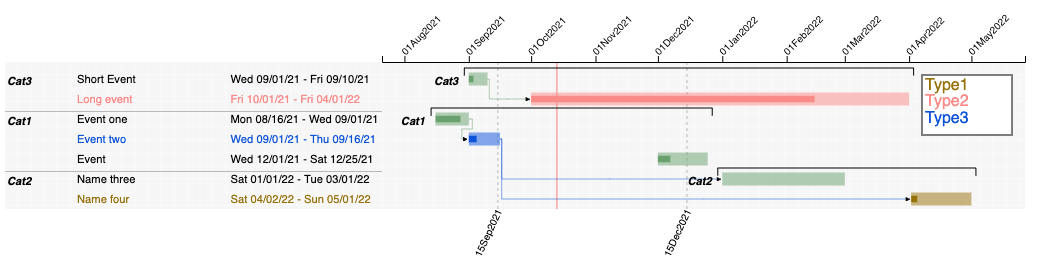 01Aug2021 01Sep2021 01Oct2021 01Nov2021 01Dec2021 01Jan2022 01Feb2022 01Mar2022 01Apr2022 01May2022
Cat3 Short Event Wed 09/01/21 - Fri 09/10/21 Cat3
Long event Fri 10/01/21 - Fri 04/01/22
Cat1 Event one Mon 08/16/21 - Wed 09/01/21 Cat1
Event two Wed 09/01/21 - Thu 09/16/21
Event Wed 12/01/21 - Sat 12/25/21
Cat2 Name three Sat 01/01/22 - Tue 03/01/22 Cat2
Name four Sat 04/02/22 - Sun 05/01/22
Type1
Type2
Type3
15Sep2021 15Dec2021